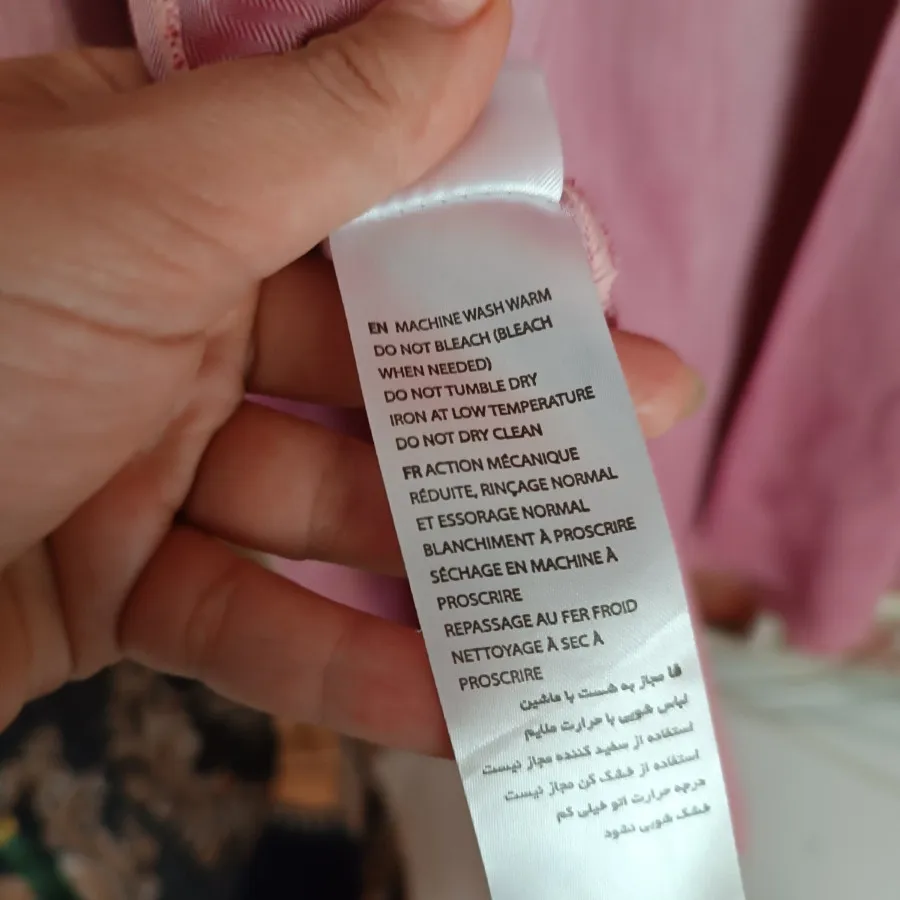 EN MACHINE WASH WARM
DO NOT BLEACH (BLEACH
WHEN NEEDED)
DO NOT TUMBLE DRY
IRON AT LOW TEMPERATURE
DO NOT DRY CLEAN
FR ACTION MÉCANIQUE
RÉDUITE, RINÇAGE NORMAL
ET ESSORAGE NORMAL
BLANCHIMENT À PROSCRIRE
SÉCHAGE EN MACHINE À
PROSCRIRE
REPASSAGE AU FER FROID
NETTOYAGE À SEC À
PROSCRIRE
فا مجاز به شست با ماشین
لباس شویی با حرارت ملایم
استفاده از سفید کننده مجاز نیست
استفاده از خشک کن مجاز نیست
درجه حرارت اتو خیلی کم
خشک شویی نشود